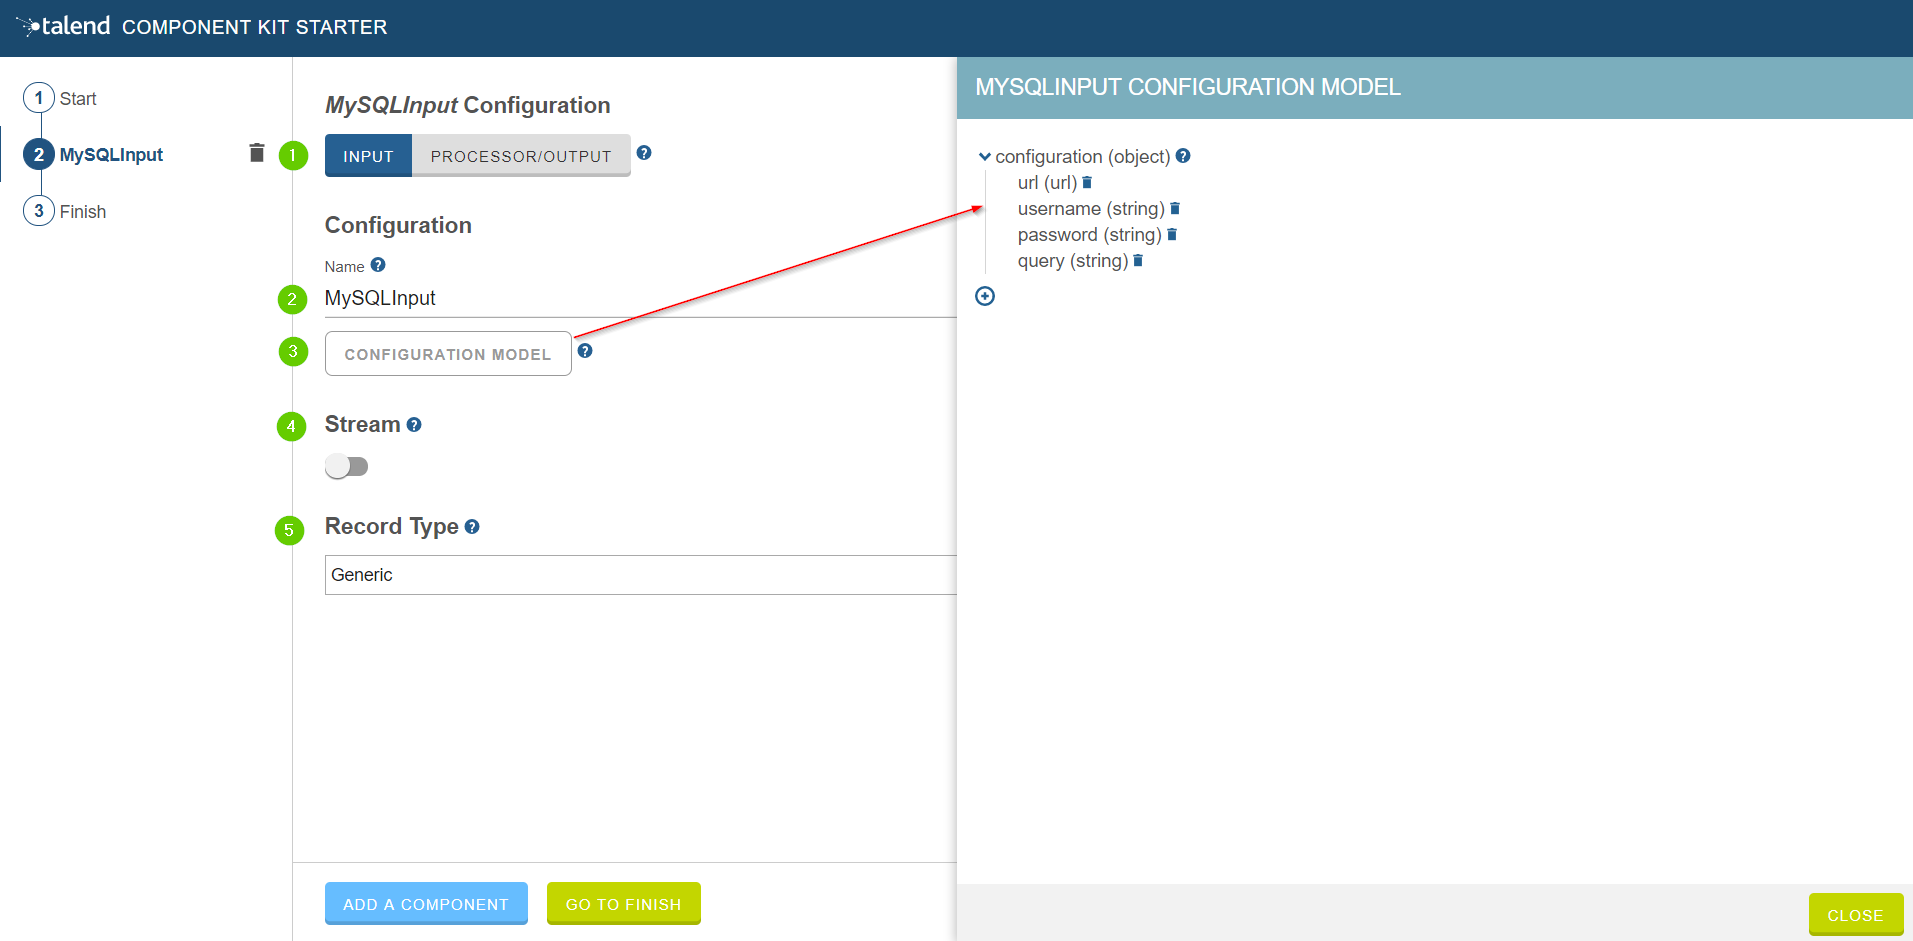 talend COMPONENT KIT STARTER
1 Start
2 MySQLInput
3 Finish
MySQLInput Configuration
1 INPUT PROCESSOR/OUTPUT ?
Configuration
Name ?
2 MySQLInput
3 CONFIGURATION MODEL ?
4 Stream ?
5 Record Type ?
Generic
ADD A COMPONENT GO TO FINISH
MYSQLINPUT CONFIGURATION MODEL
configuration (object) ?
url (url)
username (string)
password (string)
query (string)
CLOSE